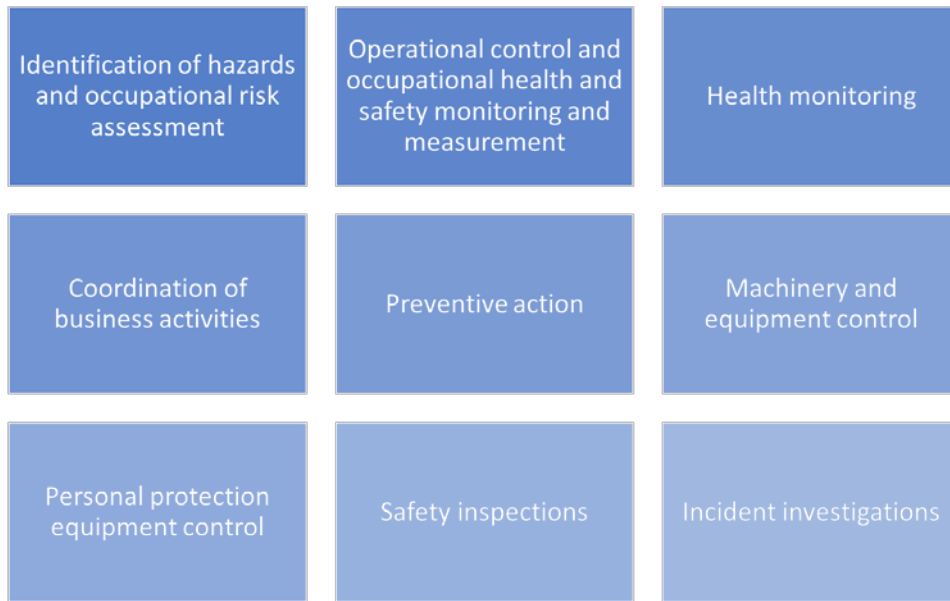 Identification of hazards
and occupational risk
assessment
Operational control and
occupational health and
safety monitoring and
measurement
Health monitoring
Coordination of
business activities
Preventive action
Machinery and
equipment control
Personal protection
equipment control
Safety inspections
Incident investigations